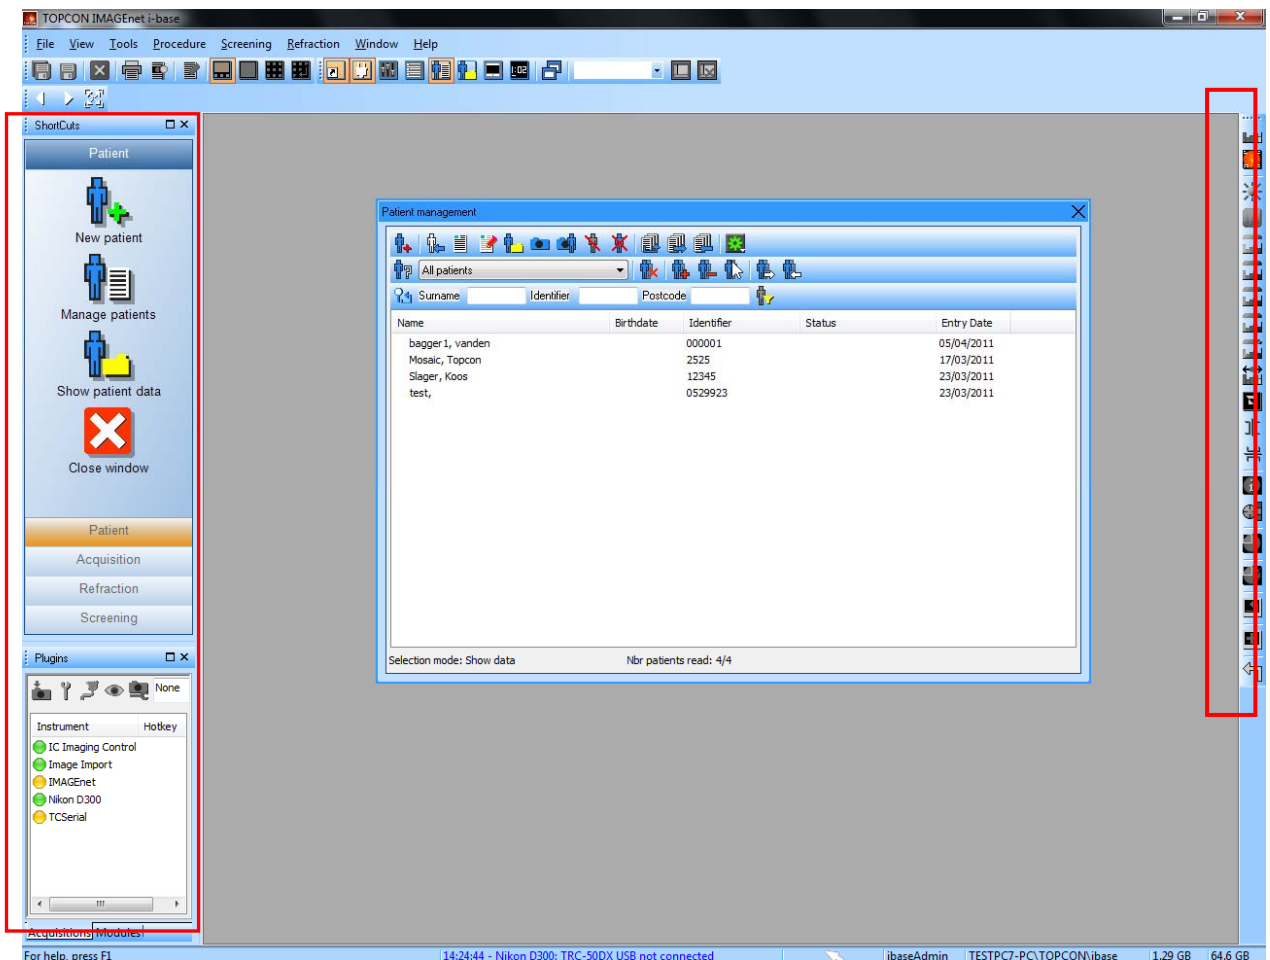 TOPCON IMAGEnet i-base
File View Tools Procedure Screening Refraction Window Help
ShortCuts
Patient
New patient
Manage patients
Show patient data
Close window
Patient
Acquisition
Refraction
Screening
Plugins
None
Instrument Hotkey
IC Imaging Control
Image Import
IMAGEnet
Nikon D300
TCSerial
Acquisitions Modules
Patient management
All patients
Surname Identifier Postcode
Name Birthdate Identifier Status Entry Date
bagger1, vanden 000001 05/04/2011
Mosaic, Topcon 2525 17/03/2011
Slager, Koos 12345 23/03/2011
test, 0529923 23/03/2011
Selection mode: Show data Nbr patients read: 4/4
For help, press F1 14:24:44 - Nikon D300: TRC-50DX USB not connected ibaseAdmin TESTPC7-PC\TOPCON\ibase 1,29 GB 64,6 GB